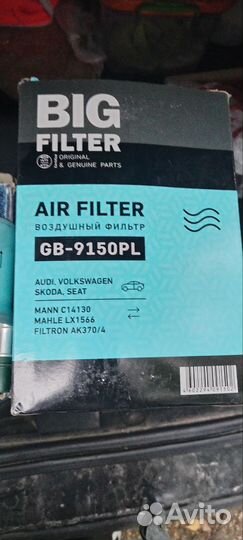 BIG
FILTER
ORIGINAL
& GENUINE PARTS
AIR FILTER
ВОЗДУШНЫЙ ФИЛЬТР
GB-9150PL
AUDI, VOLKSWAGEN
SKODA, SEAT
MANN C14130
MAHLE LX1566
FILTRON AK370/4
Avito